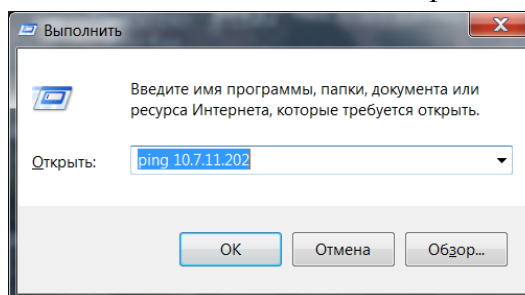 Выполнить
Введите имя программы, папки, документа или
ресурса Интернета, которые требуется открыть.
Открыть:
ping 10.7.11.202
ОК
Отмена
Обзор...